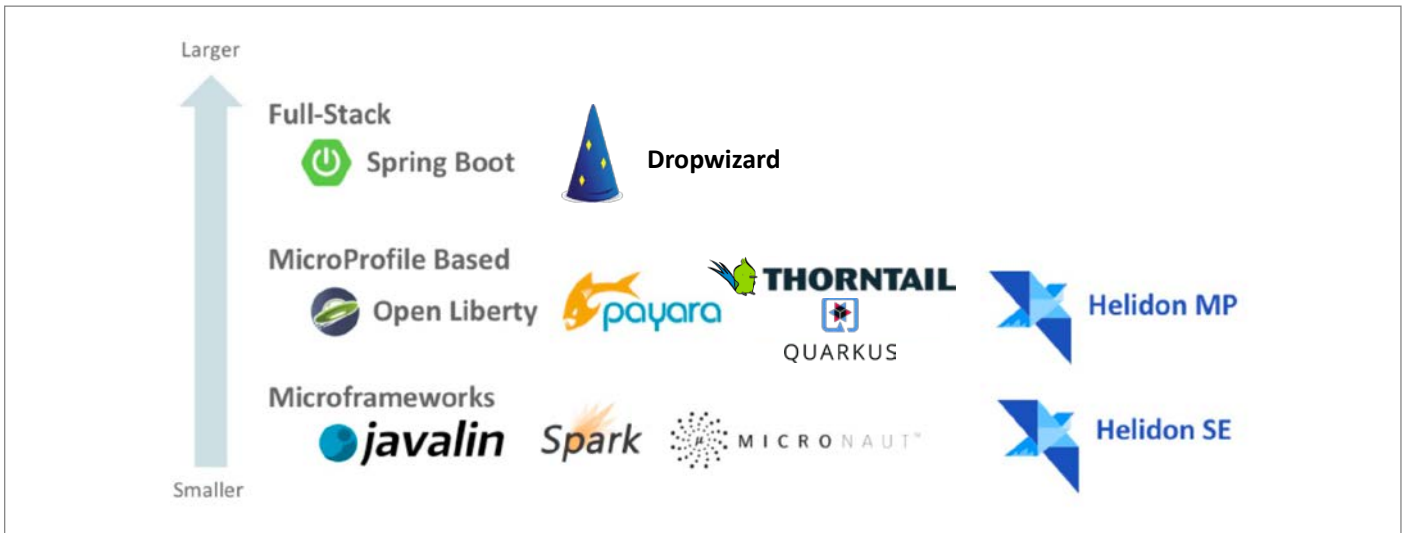 Larger
Full-Stack
Spring Boot
Dropwizard
MicroProfile Based
Open Liberty
payara
THORNTAIL
QUARKUS
Helidon MP
Microframeworks
javalin
Spark
µ MICRONAUT™
Helidon SE
Smaller